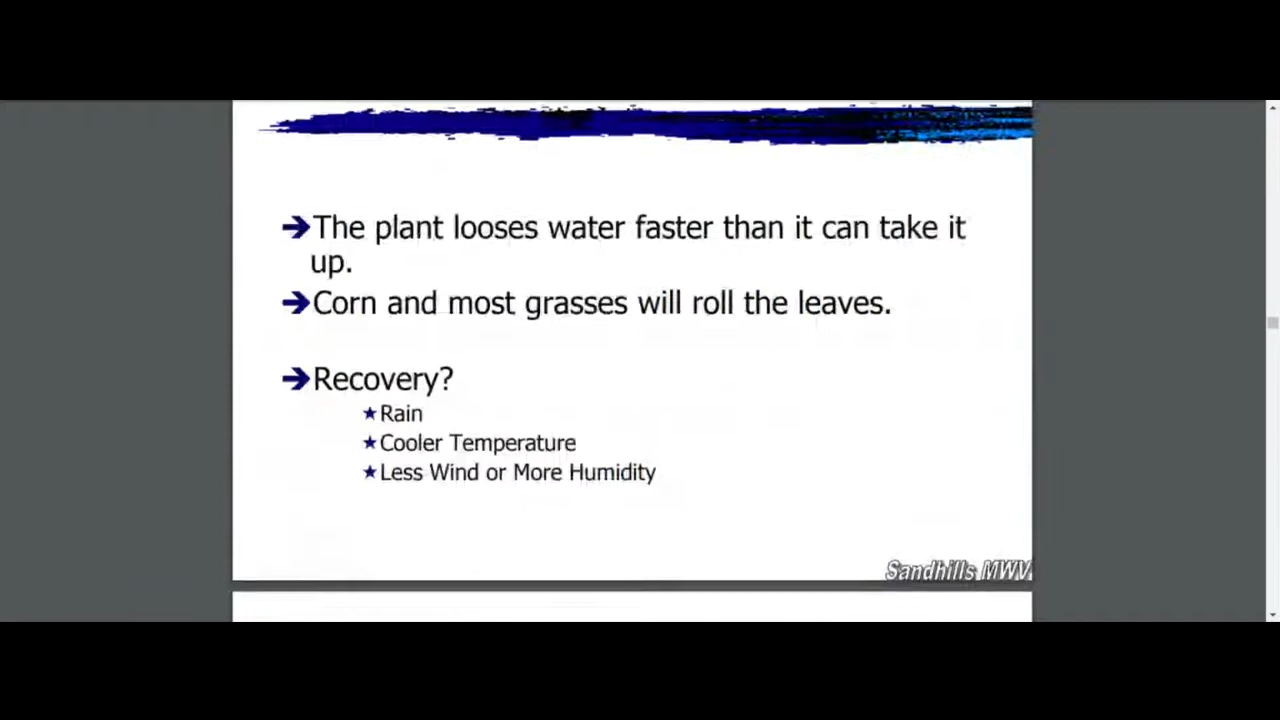 The plant looses water faster than it can take it
up.
Corn and most grasses will roll the leaves.
Recovery?
Rain
Cooler Temperature
Less Wind or More Humidity
Sandhills MWV